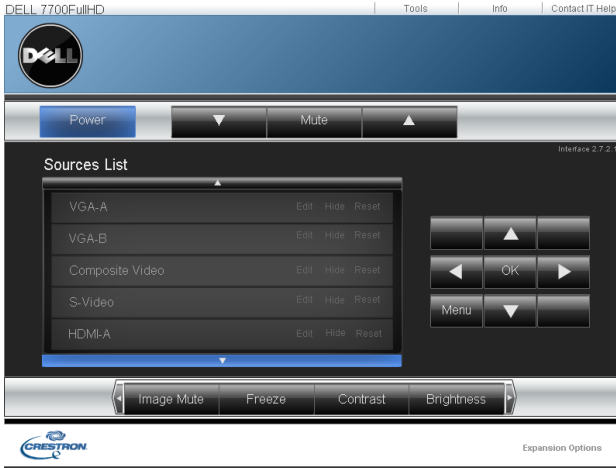 DELL 7700FullHD Tools Info Contact IT Help
DELL
Power Mute
Interface 2.7.2.1
Sources List
VGA-A Edit Hide Reset
VGA-B Edit Hide Reset
Composite Video Edit Hide Reset
S-Video Edit Hide Reset
HDMI-A Edit Hide Reset
OK
Menu
Image Mute Freeze Contrast Brightness
CRESTRON Expansion Options